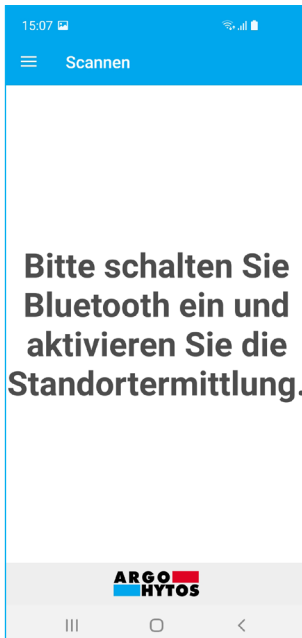 15:07
Scannen
Bitte schalten Sie
Bluetooth ein und
aktivieren Sie die
Standortermittlung.
ARGO
HYTOS